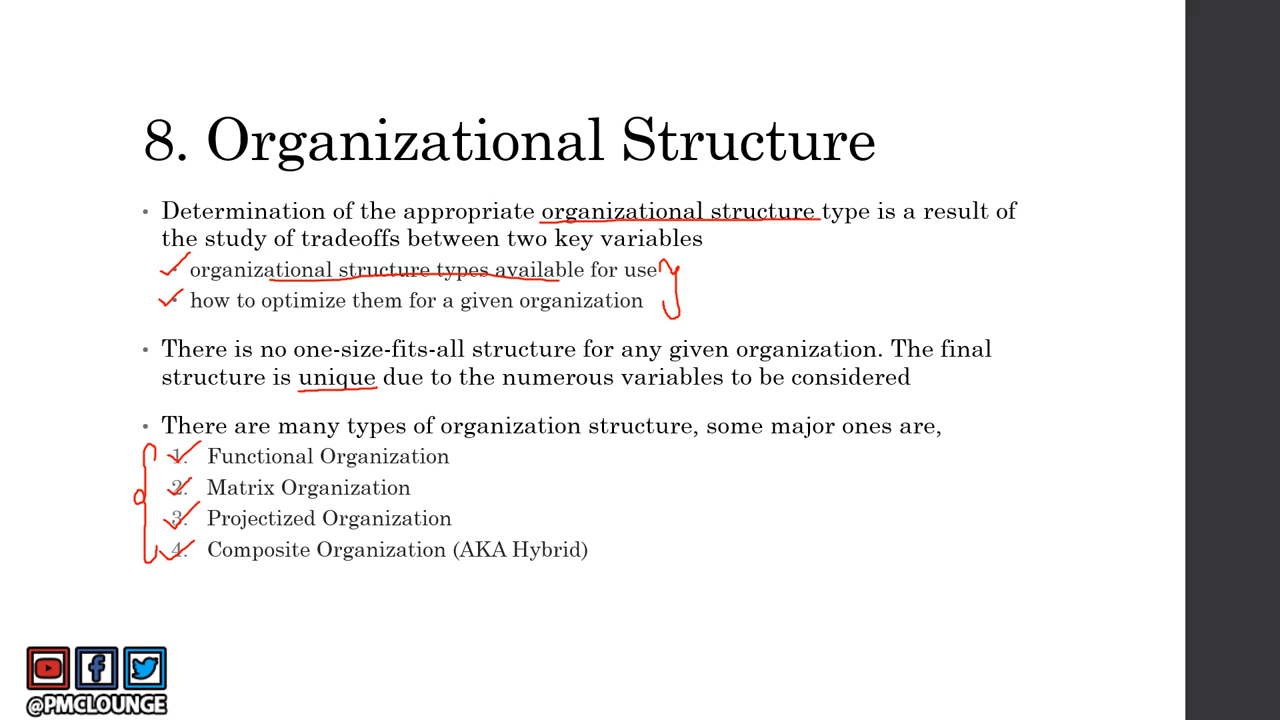 8. Organizational Structure
• Determination of the appropriate organizational structure type is a result of
the study of tradeoffs between two key variables
• organizational structure types available for use
• how to optimize them for a given organization
• There is no one-size-fits-all structure for any given organization. The final
structure is unique due to the numerous variables to be considered
• There are many types of organization structure, some major ones are,
1. Functional Organization
2. Matrix Organization
3. Projectized Organization
4. Composite Organization (AKA Hybrid)
@PMCLOUNGE